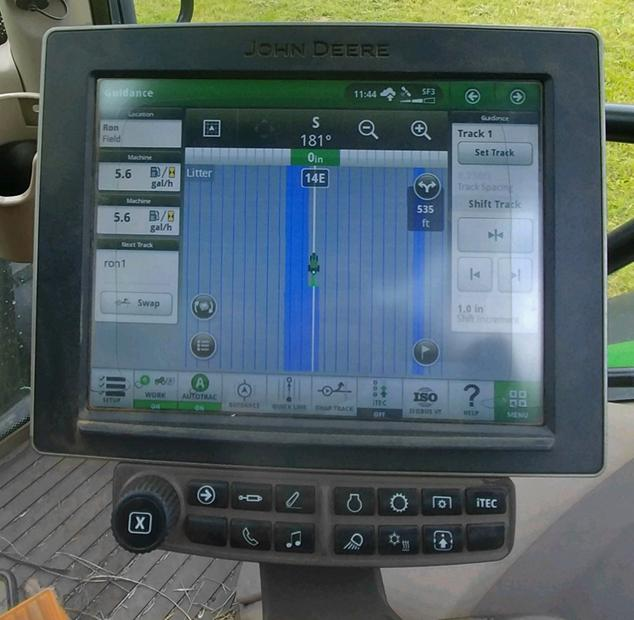 JOHN DEERE
Guidance
11:44
SF3
Location
Ron
Field
Machine
5.6
gal/h
Machine
5.6
gal/h
Next Track
ron1
Swap
S
181°
0in
14E
Litter
535
ft
Guidance
Track 1
Set Track
Track Spacing
Shift Track
1.0 in
Shift Increment
SETUP
WORK
ON
A
AUTOTRAC
ON
GUIDANCE
QUICK LINE
SWAP TRACK
iTEC
OFF
ISO
ISOBUS VT
?
HELP
MENU
X
iTEC